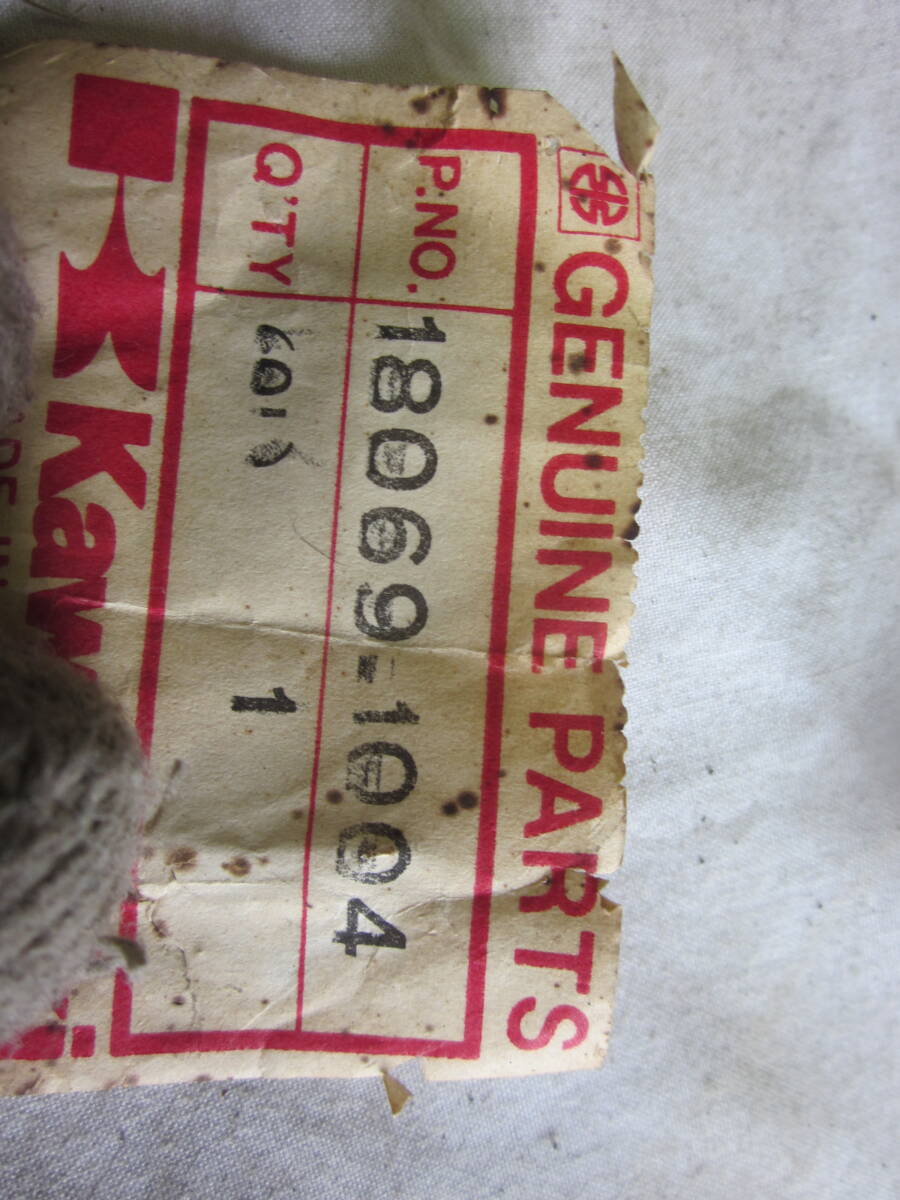 GENUINE PARTS
P.NO. 18069-1004
Q'TY 1
Kaw i